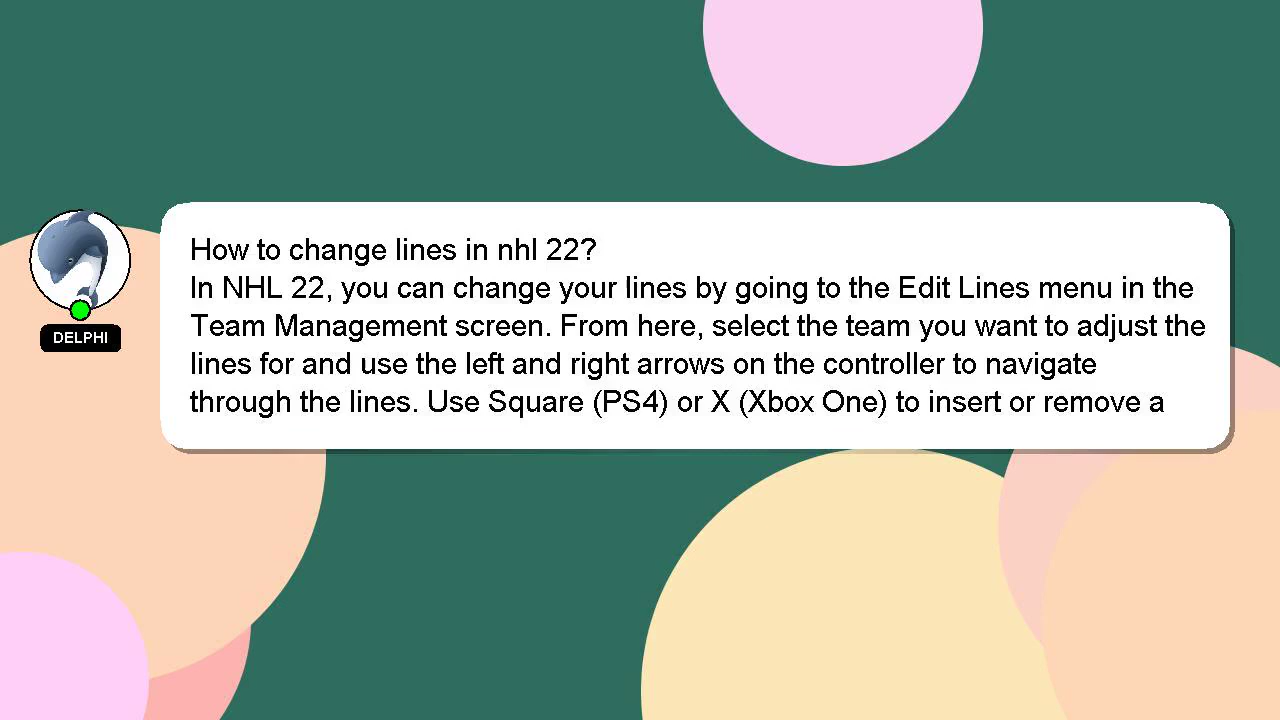 How to change lines in nhl 22?
In NHL 22, you can change your lines by going to the Edit Lines menu in the
Team Management screen. From here, select the team you want to adjust the
lines for and use the left and right arrows on the controller to navigate
through the lines. Use Square (PS4) or X (Xbox One) to insert or remove a
DELPHI